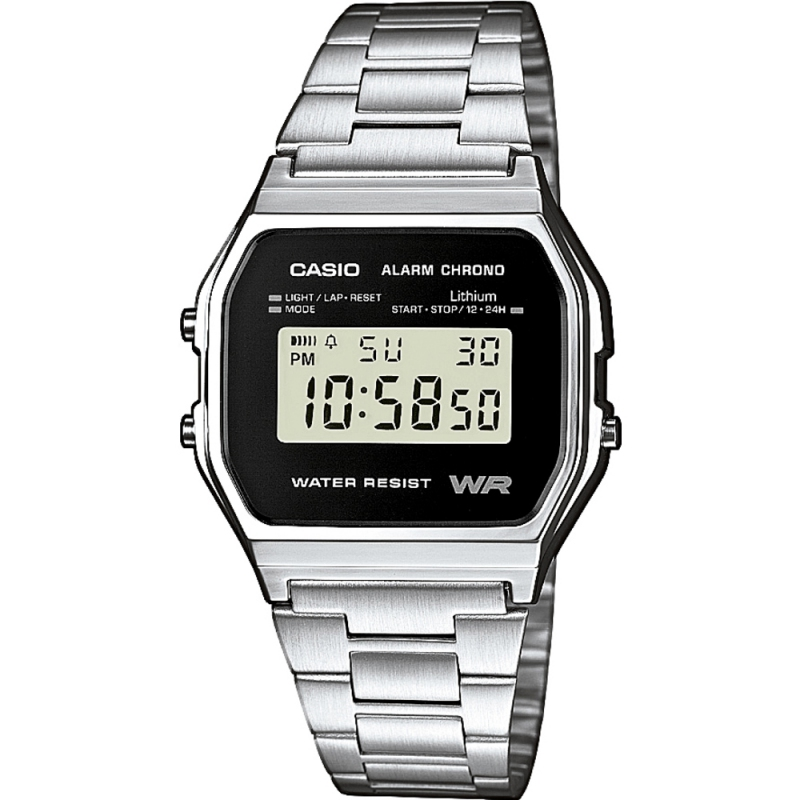 CASIO ALARM CHRONO
LIGHT / LAP • RESET Lithium
MODE START • STOP / 12 • 24H
SU 30
PM
10:58 50
WATER RESIST WR